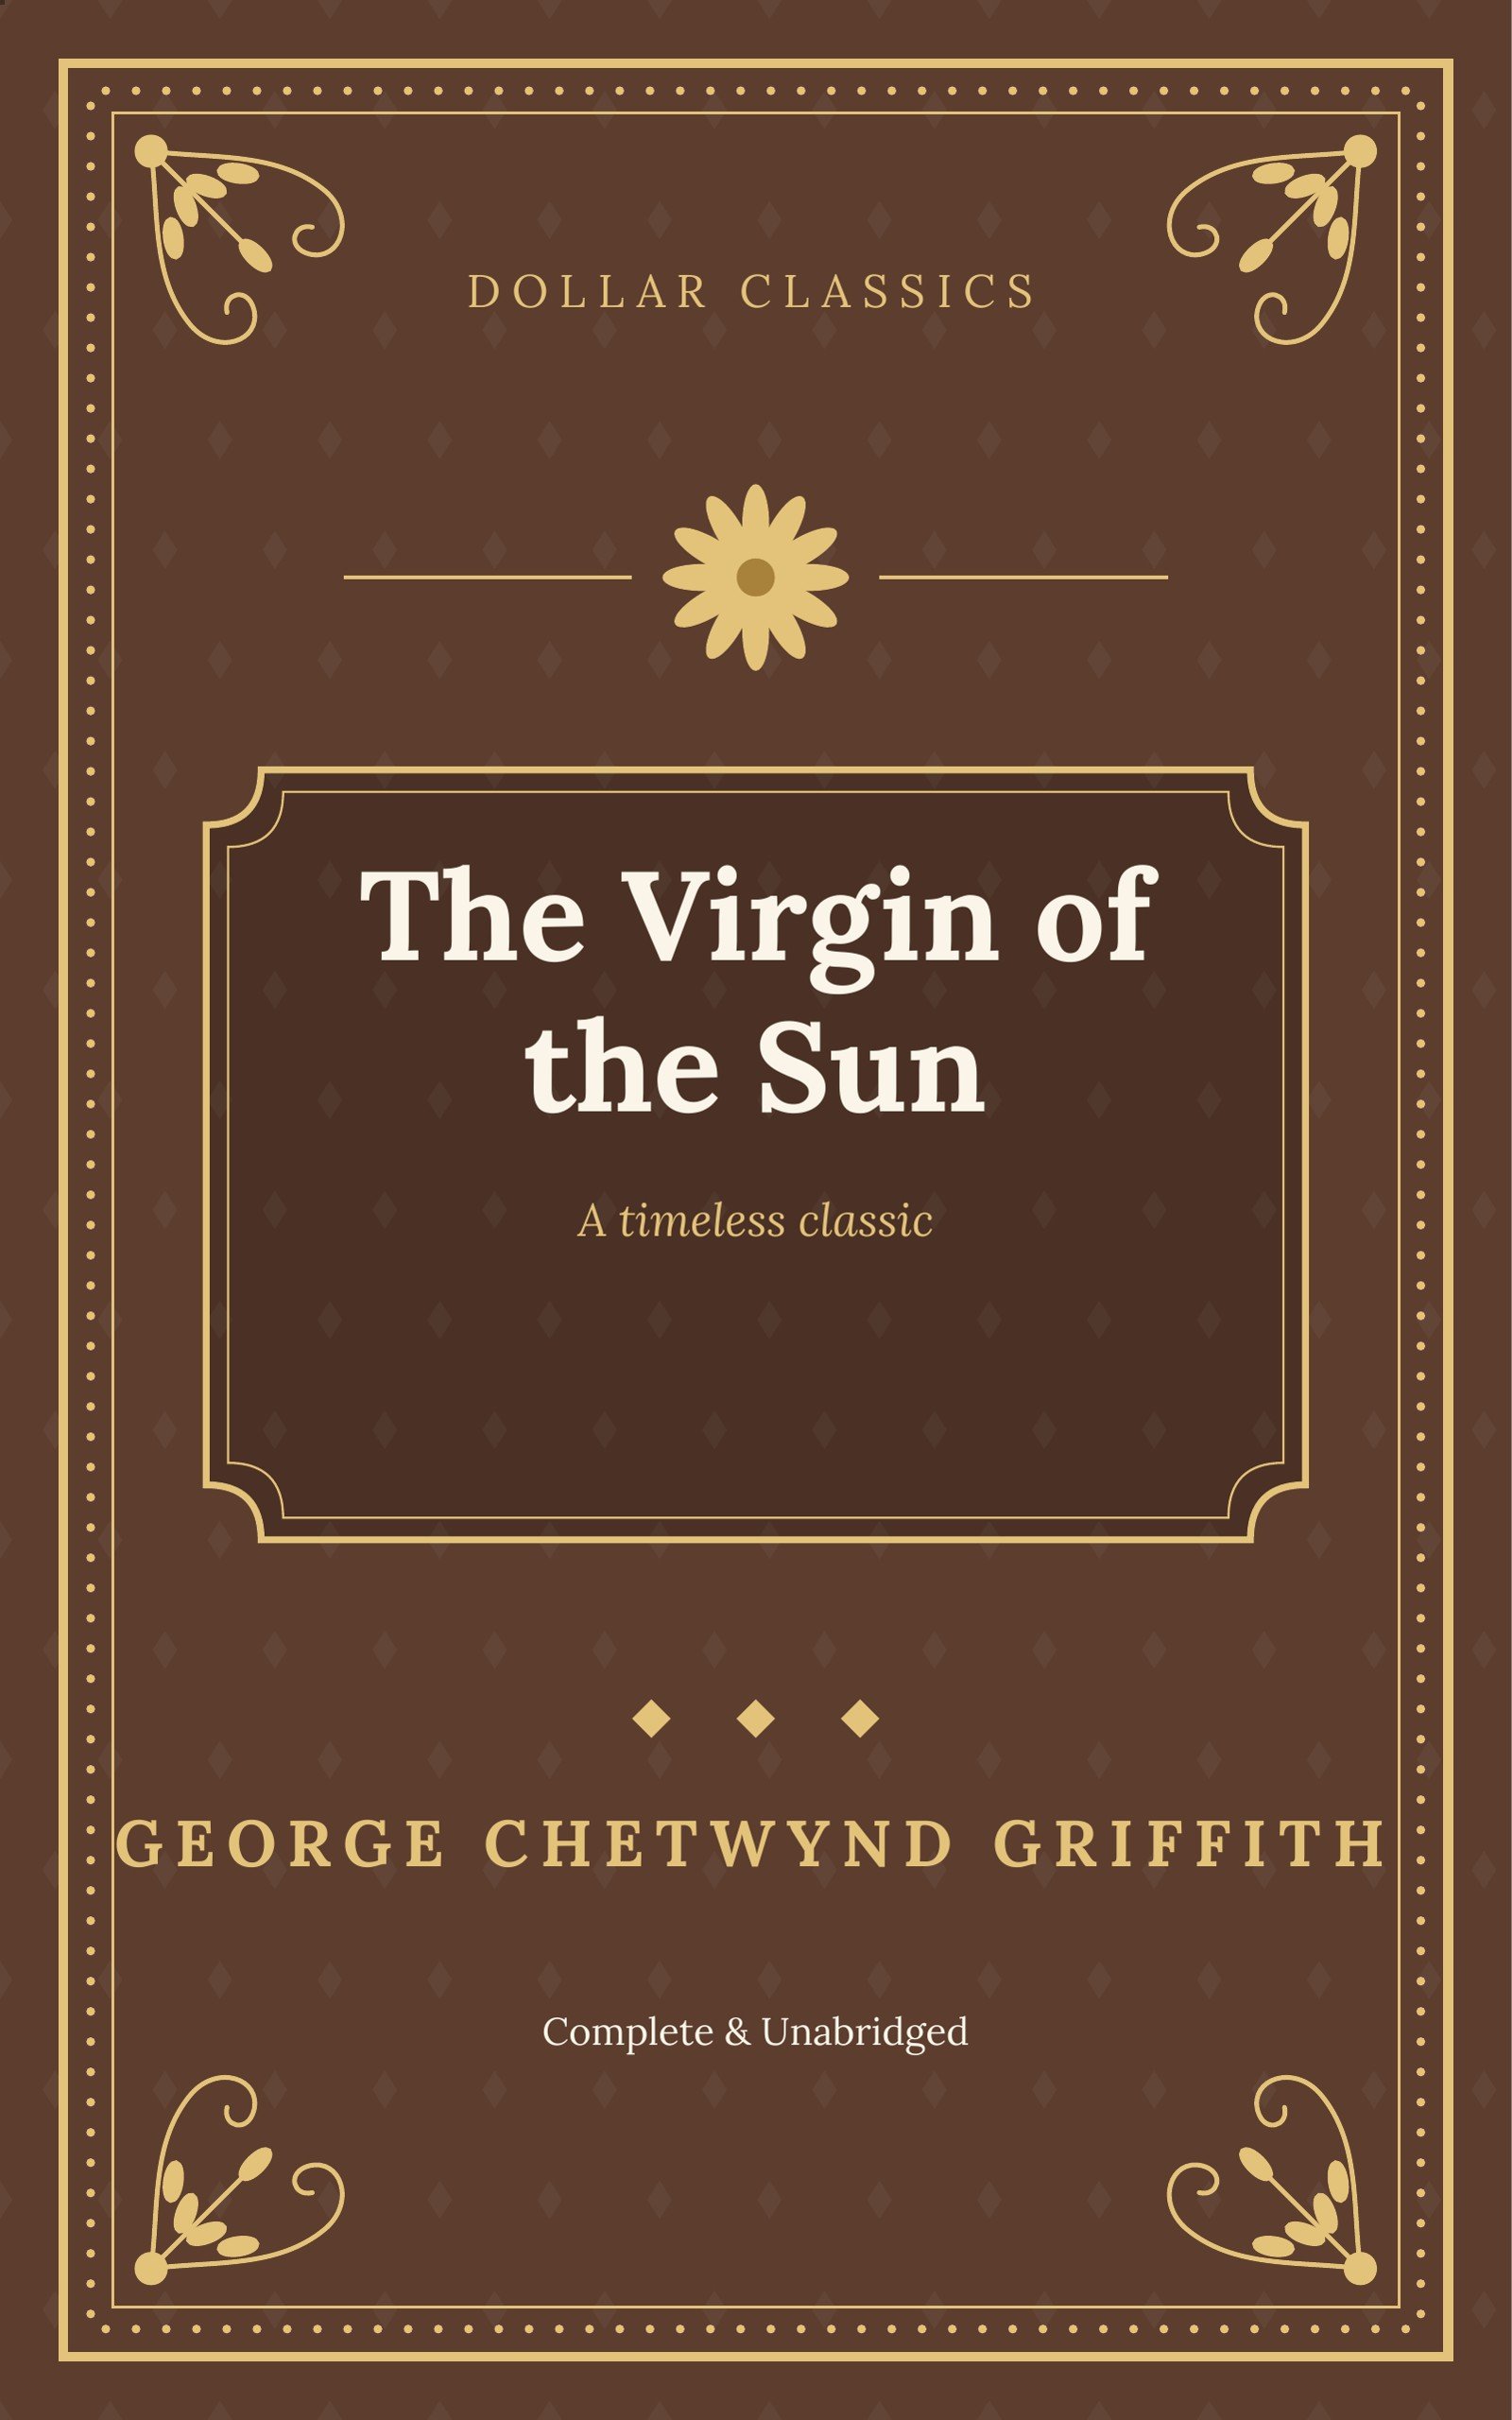 DOLLAR CLASSICS
The Virgin of
the Sun
A timeless classic
GEORGE CHETWYND GRIFFITH
Complete & Unabridged